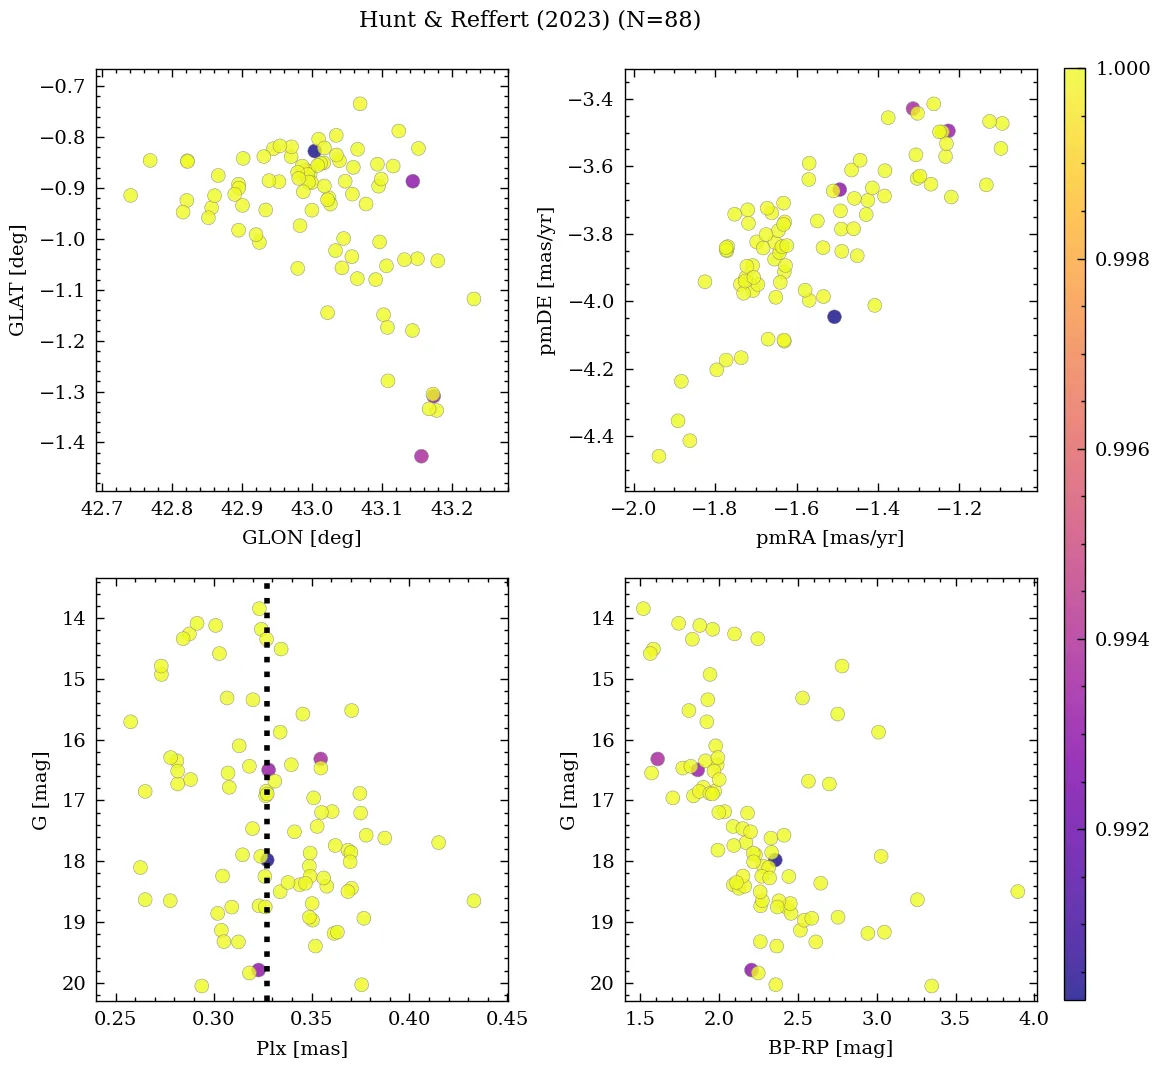 Hunt & Reffert (2023) (N=88)
−0.7
−0.8
−0.9
−1.0
−1.1
−1.2
−1.3
−1.4
GLAT [deg]
42.7 42.8 42.9 43.0 43.1 43.2
GLON [deg]
−3.4
−3.6
−3.8
−4.0
−4.2
−4.4
pmDE [mas/yr]
−2.0 −1.8 −1.6 −1.4 −1.2
pmRA [mas/yr]
14
15
16
17
18
19
20
G [mag]
0.25 0.30 0.35 0.40 0.45
Plx [mas]
14
15
16
17
18
19
20
G [mag]
1.5 2.0 2.5 3.0 3.5 4.0
BP-RP [mag]
1.000
0.998
0.996
0.994
0.992